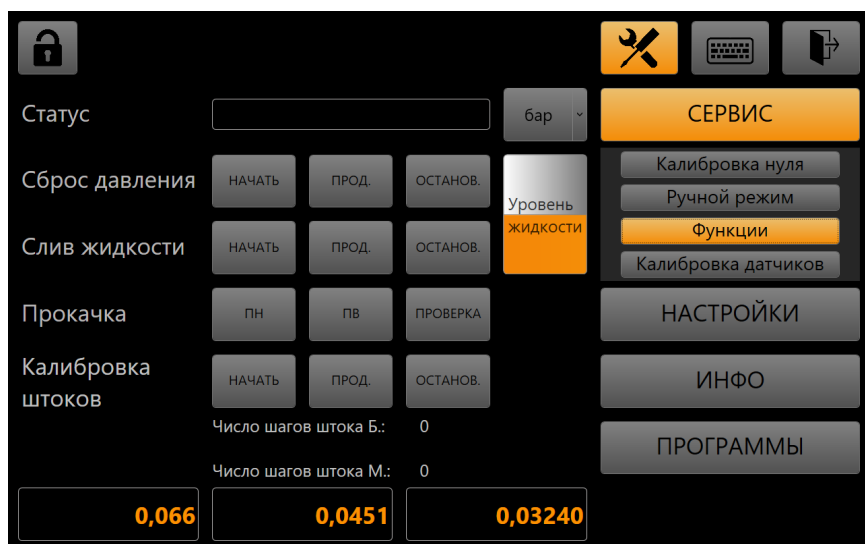 Статус
бар
СЕРВИС
Сброс давления
НАЧАТЬ
ПРОД.
ОСТАНОВ.
Уровень
жидкости
Калибровка нуля
Ручной режим
Функции
Калибровка датчиков
Слив жидкости
НАЧАТЬ
ПРОД.
ОСТАНОВ.
Прокачка
ПН
ПВ
ПРОВЕРКА
НАСТРОЙКИ
Калибровка
штоков
НАЧАТЬ
ПРОД.
ОСТАНОВ.
ИНФО
Число шагов штока Б.: 0
Число шагов штока М.: 0
ПРОГРАММЫ
0,066
0,0451
0,03240